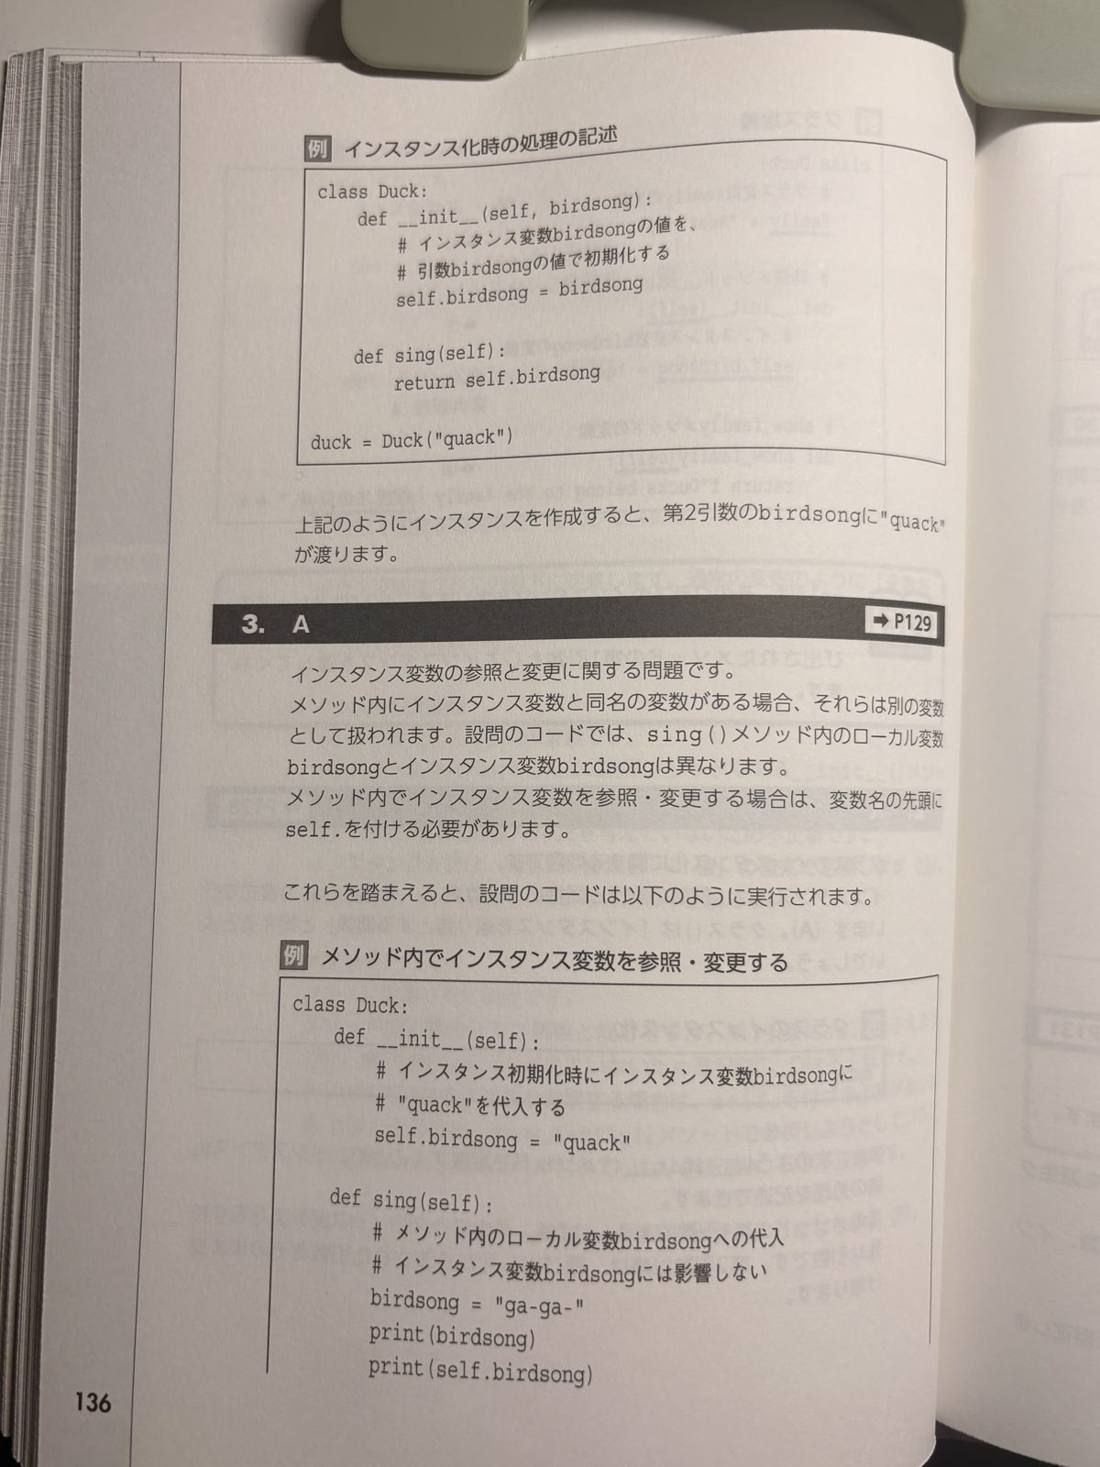 例 インスタンス化時の処理の記述
class Duck:
    def __init__(self, birdsong):
        # インスタンス変数birdsongの値を、
        # 引数birdsongの値で初期化する
        self.birdsong = birdsong

    def sing(self):
        return self.birdsong

duck = Duck("quack")
上記のようにインスタンスを作成すると、第2引数のbirdsongに"quack"
が渡ります。
3. A ➡ P129
インスタンス変数の参照と変更に関する問題です。
メソッド内にインスタンス変数と同名の変数がある場合、それらは別の変数
として扱われます。設問のコードでは、sing()メソッド内のローカル変数
birdsongとインスタンス変数birdsongは異なります。
メソッド内でインスタンス変数を参照・変更する場合は、変数名の先頭に
self.を付ける必要があります。
これらを踏まえると、設問のコードは以下のように実行されます。
例 メソッド内でインスタンス変数を参照・変更する
class Duck:
    def __init__(self):
        # インスタンス初期化時にインスタンス変数birdsongに
        # "quack"を代入する
        self.birdsong = "quack"

    def sing(self):
        # メソッド内のローカル変数birdsongへの代入
        # インスタンス変数birdsongには影響しない
        birdsong = "ga-ga-"
        print(birdsong)
        print(self.birdsong)
136